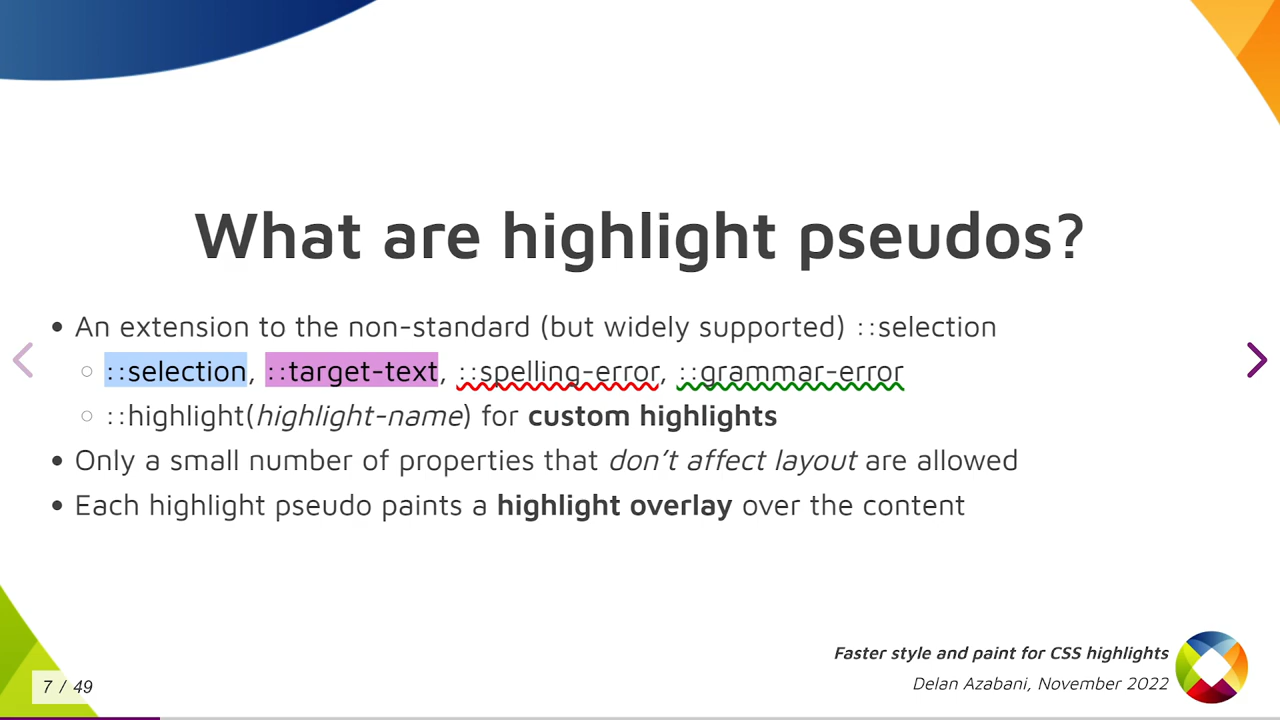 What are highlight pseudos?
• An extension to the non-standard (but widely supported) ::selection
◦ ::selection, ::target-text, ::spelling-error, ::grammar-error
◦ ::highlight(highlight-name) for custom highlights
• Only a small number of properties that don’t affect layout are allowed
• Each highlight pseudo paints a highlight overlay over the content
Faster style and paint for CSS highlights
Delan Azabani, November 2022
7 / 49